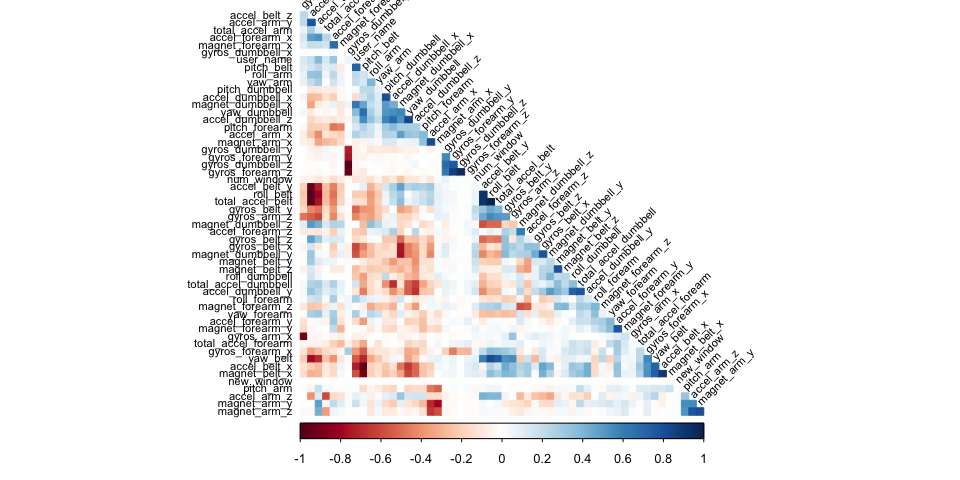 accel_belt_z
accel_arm_y
total_accel_arm
accel_forearm_x
magnet_forearm_x
gyros_dumbbell_x
user_name
pitch_belt
roll_arm
yaw_arm
pitch_dumbbell
accel_dumbbell_x
magnet_dumbbell_x
yaw_dumbbell
accel_dumbbell_z
pitch_forearm
accel_arm_x
magnet_arm_x
gyros_dumbbell_y
gyros_forearm_y
gyros_dumbbell_z
gyros_forearm_z
num_window
accel_belt_y
roll_belt
total_accel_belt
gyros_belt_y
gyros_arm_z
magnet_dumbbell_z
accel_forearm_z
gyros_belt_z
gyros_belt_x
magnet_dumbbell_y
magnet_belt_y
magnet_belt_z
roll_dumbbell
total_accel_dumbbell
accel_dumbbell_y
roll_forearm
magnet_forearm_z
yaw_forearm
accel_forearm_y
magnet_forearm_y
gyros_arm_x
total_accel_forearm
gyros_forearm_x
yaw_belt
accel_belt_x
magnet_belt_x
new_window
pitch_arm
accel_arm_z
magnet_arm_y
magnet_arm_z
user_name
pitch_belt
roll_arm
yaw_arm
pitch_dumbbell
accel_dumbbell_x
magnet_dumbbell_x
yaw_dumbbell
accel_dumbbell_z
pitch_forearm
accel_arm_x
magnet_arm_x
gyros_dumbbell_y
gyros_forearm_y
gyros_dumbbell_z
gyros_forearm_z
num_window
accel_belt_y
roll_belt
total_accel_belt
gyros_belt_y
gyros_arm_z
magnet_dumbbell_z
accel_forearm_z
gyros_belt_z
gyros_belt_x
magnet_dumbbell_y
magnet_belt_y
magnet_belt_z
roll_dumbbell
total_accel_dumbbell
accel_dumbbell_y
roll_forearm
magnet_forearm_z
yaw_forearm
accel_forearm_y
magnet_forearm_y
gyros_arm_x
total_accel_forearm
gyros_forearm_x
yaw_belt
accel_belt_x
magnet_belt_x
new_window
pitch_arm
accel_arm_z
magnet_arm_y
-1 -0.8 -0.6 -0.4 -0.2 0 0.2 0.4 0.6 0.8 1